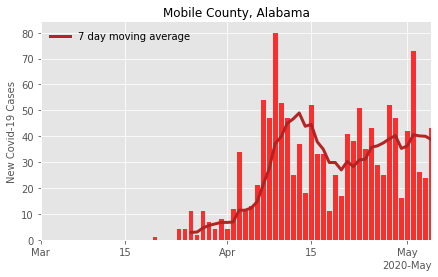 Mobile County, Alabama
7 day moving average
New Covid-19 Cases
80
70
60
50
40
30
20
10
0
Mar 15 Apr 15 May
2020-May